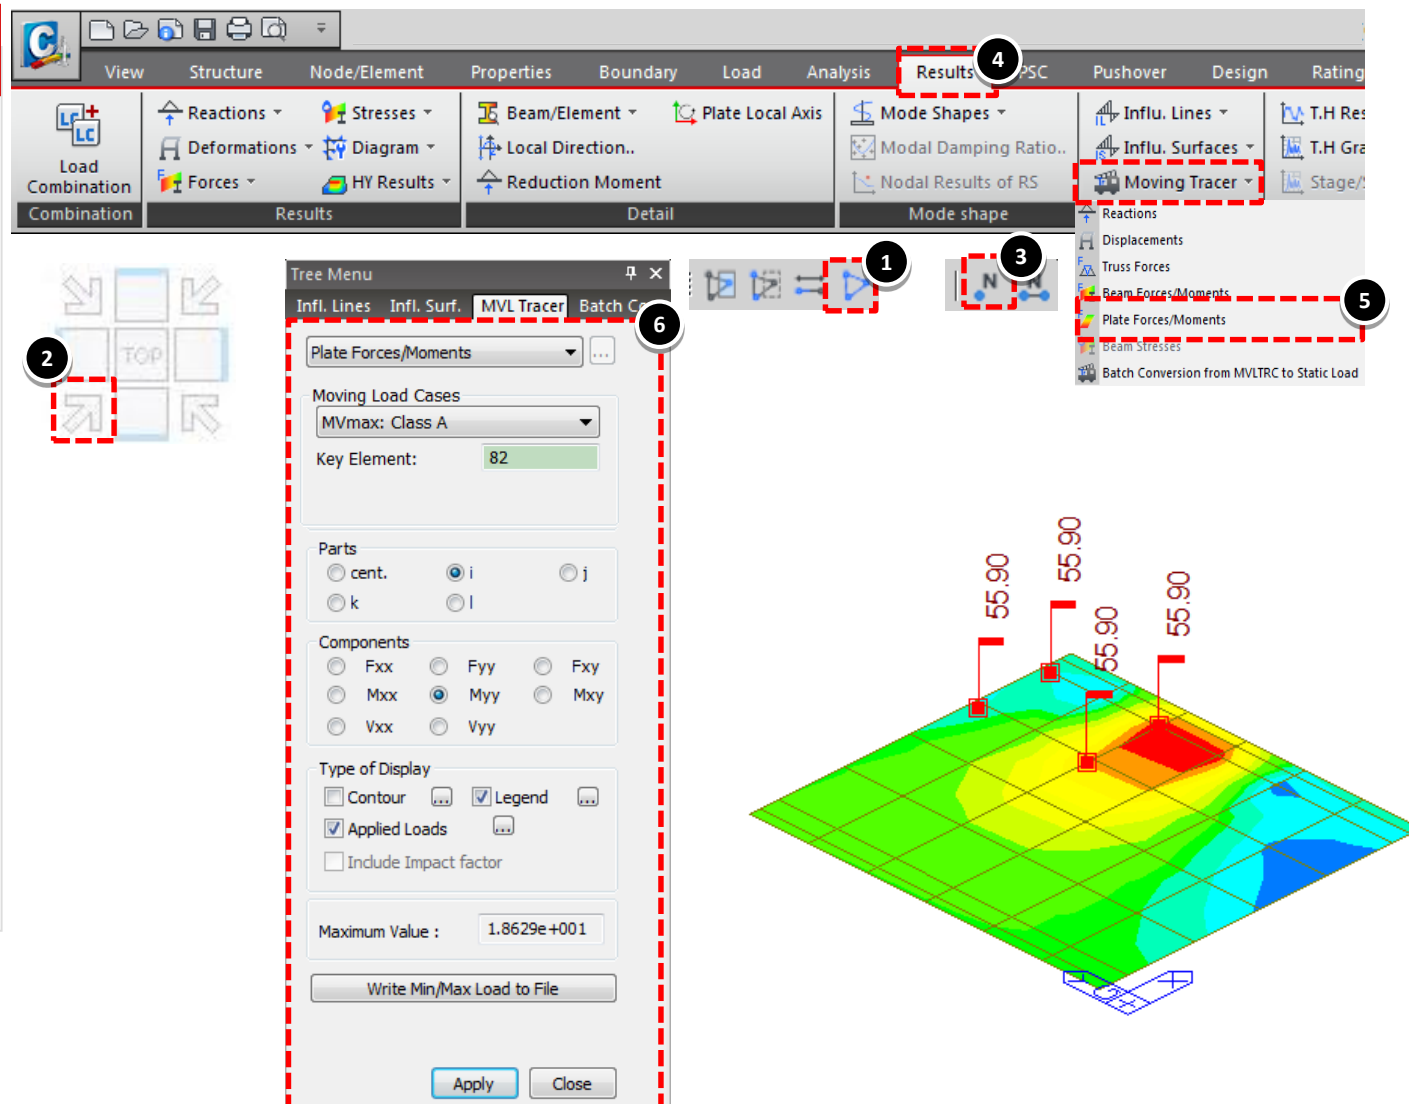 4
View Structure Node/Element Properties Boundary Load Analysis Results PSC Pushover Design Rating
Load
Combination
Reactions Stresses Beam/Element Plate Local Axis Mode Shapes Influ. Lines T.H Res
Deformations Diagram Local Direction.. Modal Damping Ratio.. Influ. Surfaces T.H Gra
Forces HY Results Reduction Moment Nodal Results of RS Moving Tracer Stage/S
Combination Results Detail Mode shape
Reactions
Displacements
Truss Forces
Beam Forces/Moments
5
Plate Forces/Moments
Beam Stresses
Batch Conversion from MVLTRC to Static Load
1
3
N N
2
TOP
Tree Menu
Infl. Lines Infl. Surf. MVL Tracer Batch C
6
Plate Forces/Moments ...
Moving Load Cases
MVmax: Class A
Key Element: 82
Parts
cent. i j
k l
Components
Fxx Fyy Fxy
Mxx Myy Mxy
Vxx Vyy
Type of Display
Contour ... Legend ...
Applied Loads ...
Include Impact factor
Maximum Value : 1.8629e+001
Write Min/Max Load to File
Apply Close
55.90
55.90
55.90
55.90